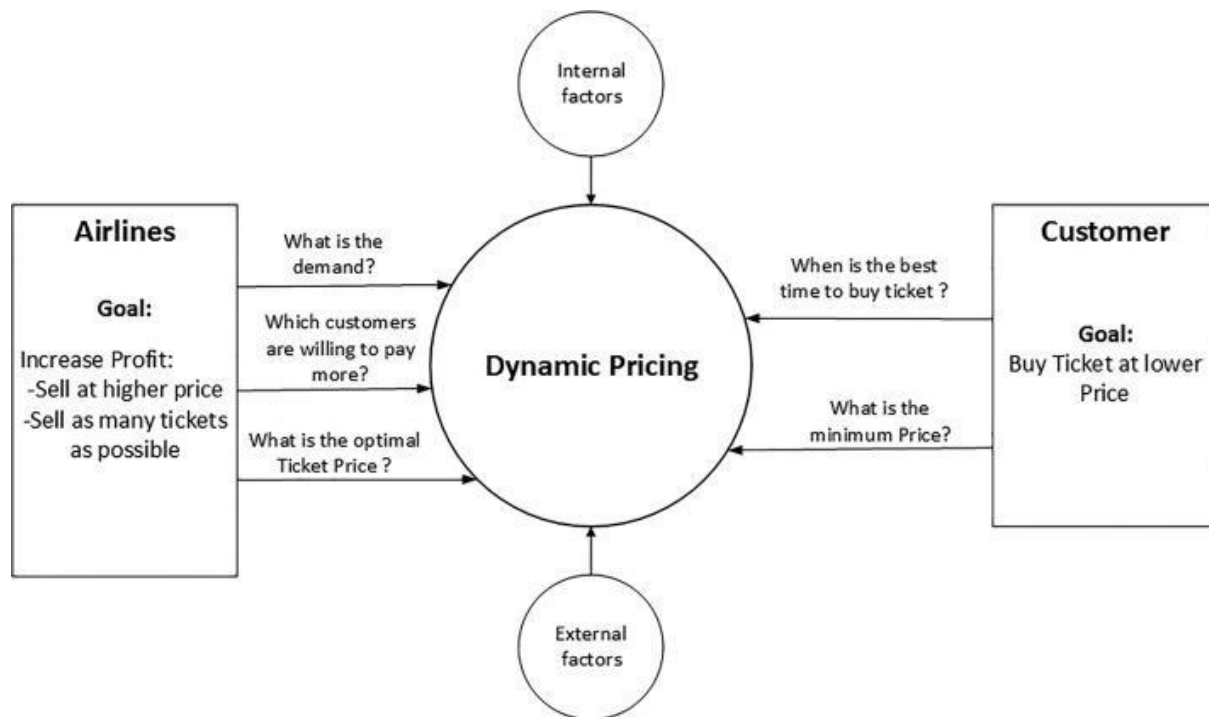 Internal
factors
Airlines
Goal:
Increase Profit:
-Sell at higher price
-Sell as many tickets
as possible
What is the
demand?
Which customers
are willing to pay
more?
What is the optimal
Ticket Price ?
Dynamic Pricing
When is the best
time to buy ticket ?
What is the
minimum Price?
Customer
Goal:
Buy Ticket at lower
Price
External
factors